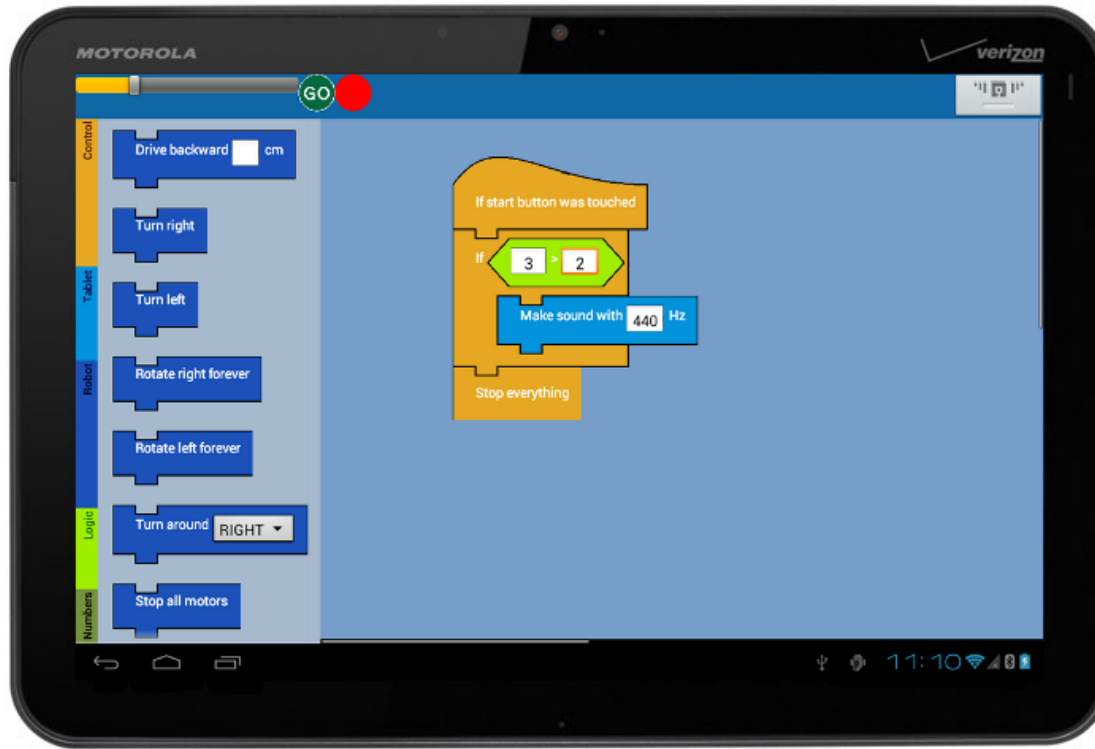 MOTOROLA
verizon
GO
Control
Tablet
Robot
Logic
Numbers
Drive backward cm
Turn right
Turn left
Rotate right forever
Rotate left forever
Turn around RIGHT
Stop all motors
If start button was touched
If 3 > 2
Make sound with 440 Hz
Stop everything
11:10